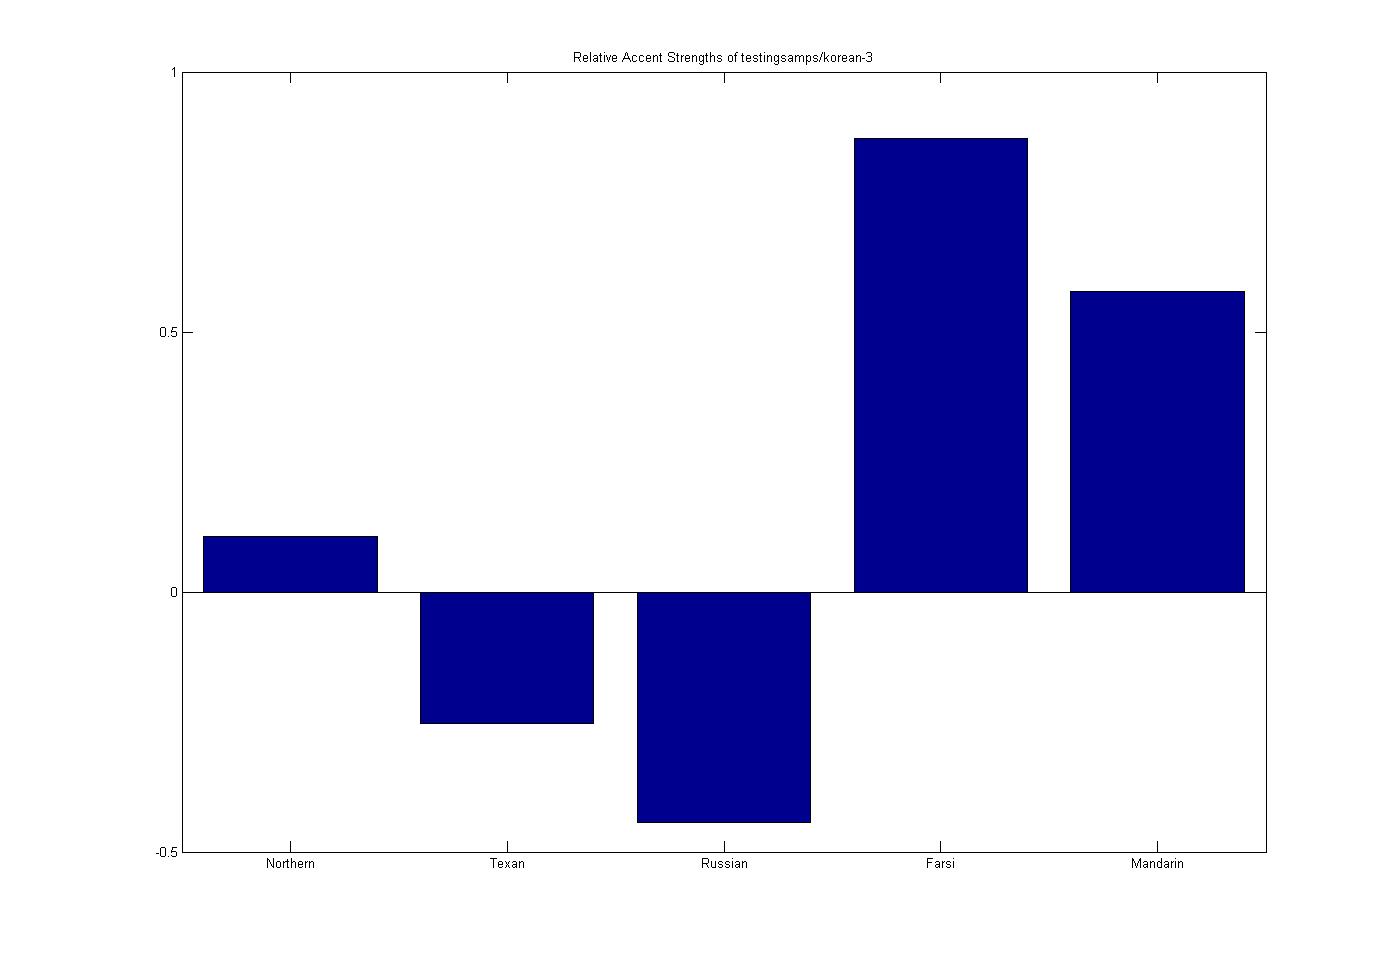 Relative Accent Strengths of testingsamps/korean-3
1
0.5
0
-0.5
Northern Texan Russian Farsi Mandarin